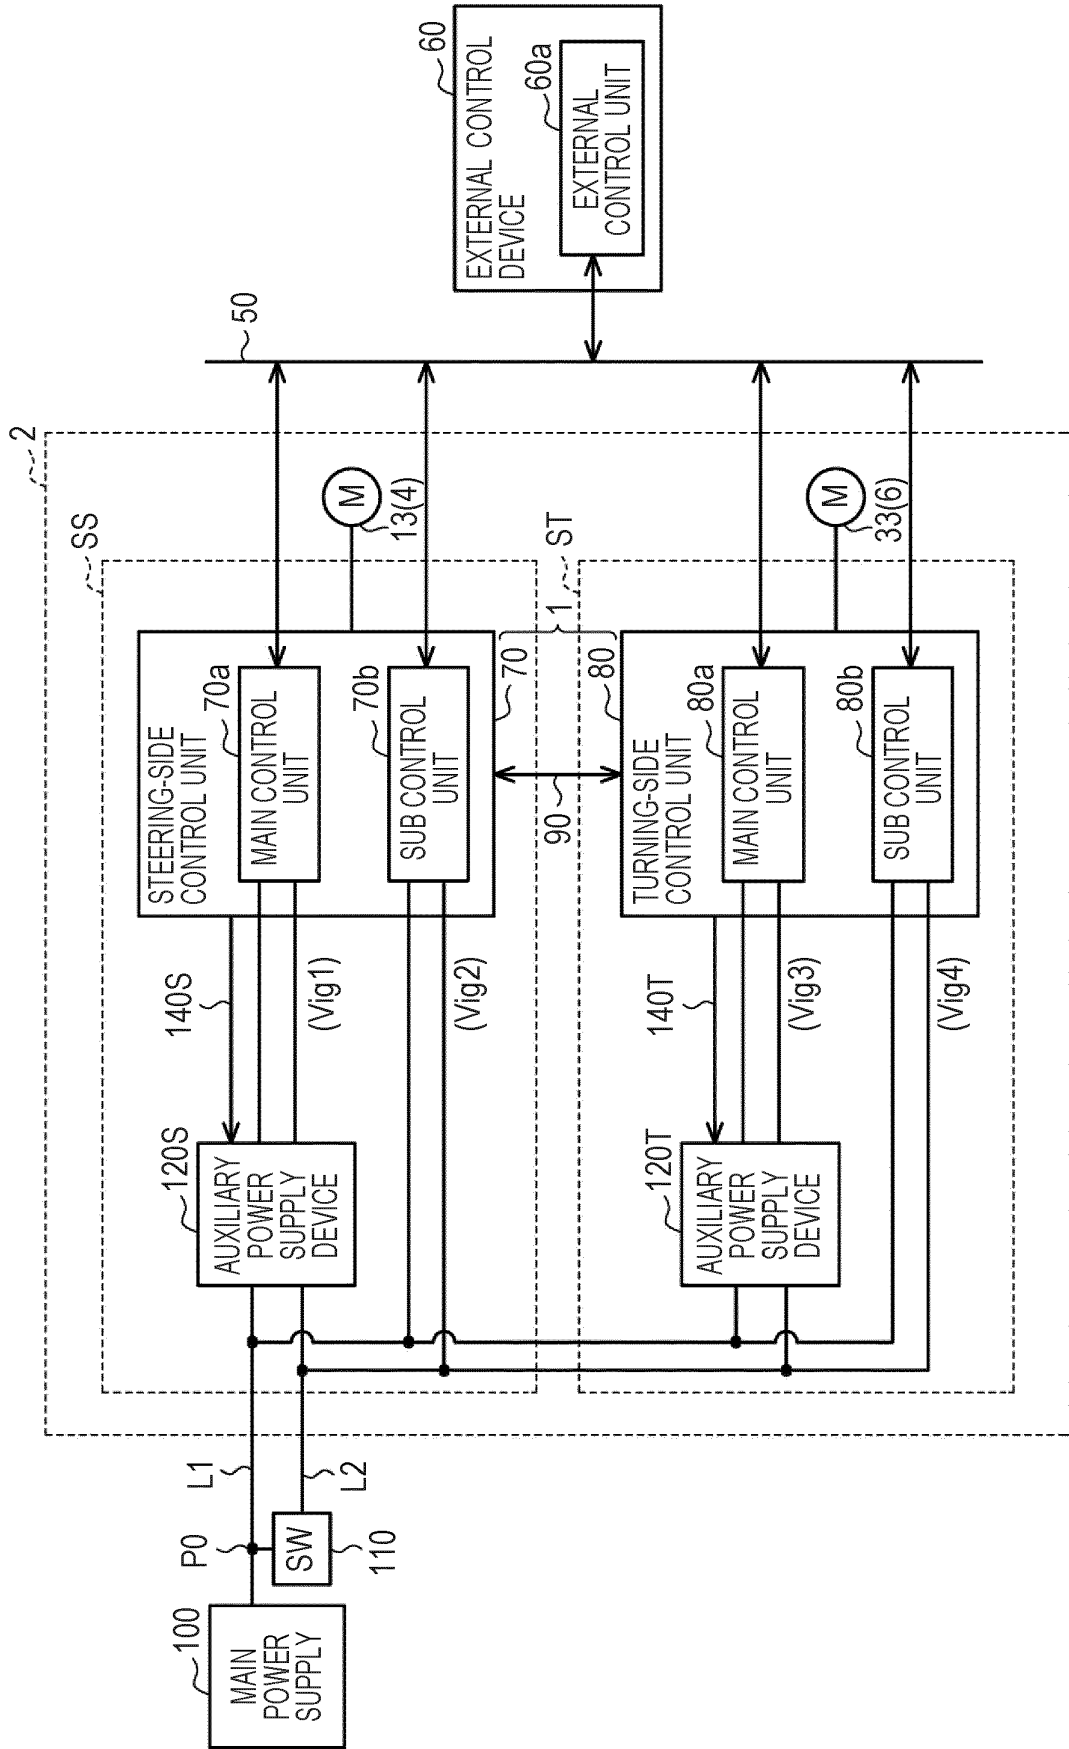 100
MAIN
POWER
SUPPLY
P0
L1
SW
110
L2
2
SS
120S
AUXILIARY
POWER
SUPPLY
DEVICE
140S
(Vig1)
(Vig2)
STEERING-SIDE
CONTROL UNIT
70a
MAIN CONTROL
UNIT
70b
SUB CONTROL
UNIT
70
1
90
M
13(4)
ST
120T
AUXILIARY
POWER
SUPPLY
DEVICE
140T
(Vig3)
(Vig4)
80
TURNING-SIDE
CONTROL UNIT
80a
MAIN CONTROL
UNIT
80b
SUB CONTROL
UNIT
M
33(6)
50
60
EXTERNAL CONTROL
DEVICE
60a
EXTERNAL
CONTROL UNIT